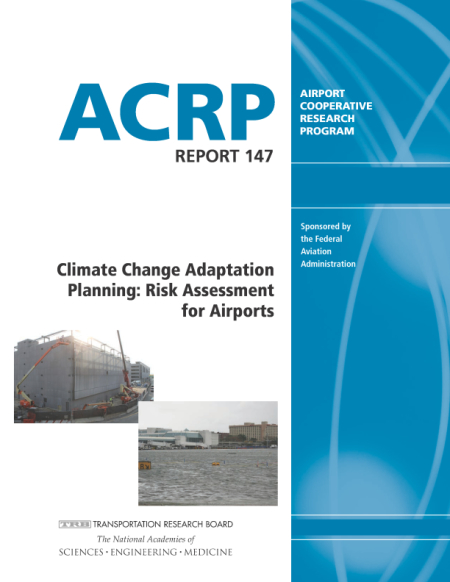 ACRP
REPORT 147
AIRPORT
COOPERATIVE
RESEARCH
PROGRAM
Sponsored by
the Federal
Aviation
Administration
Climate Change Adaptation
Planning: Risk Assessment
for Airports
TRB TRANSPORTATION RESEARCH BOARD
The National Academies of
SCIENCES • ENGINEERING • MEDICINE